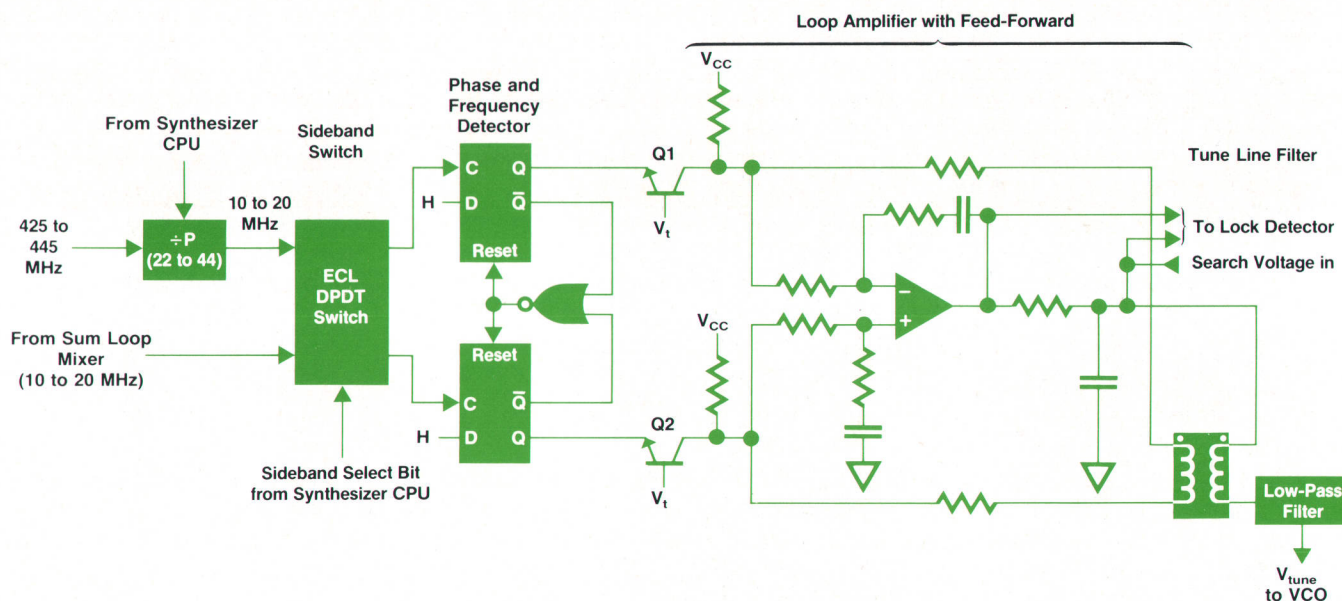 Loop Amplifier with Feed-Forward
VCC
Phase and
Frequency
Detector
From Synthesizer
CPU
Sideband
Switch
Q1
Tune Line Filter
C Q
H D Q̅
Vt
10 to 20
MHz
425 to
445
MHz
÷P
(22 to 44)
To Lock Detector
Reset
Search Voltage in
ECL
DPDT
Switch
−
+
VCC
From Sum Loop
Mixer
(10 to 20 MHz)
Reset
C Q̅
H D Q
Q2
Sideband Select Bit
from Synthesizer CPU
Vt
Low-Pass
Filter
Vtune
to VCO